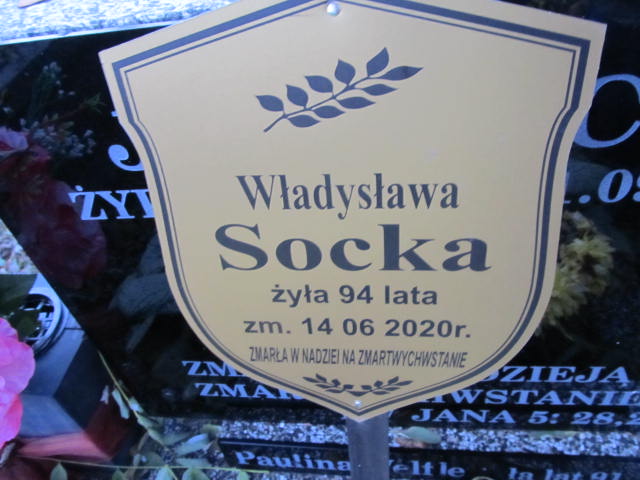 Władysława
Socka
żyła 94 lata
zm. 14 06 2020r.
ZMARŁA W NADZIEI NA ZMARTWYCHWSTANIE
JANA 5: 28-
Paulina